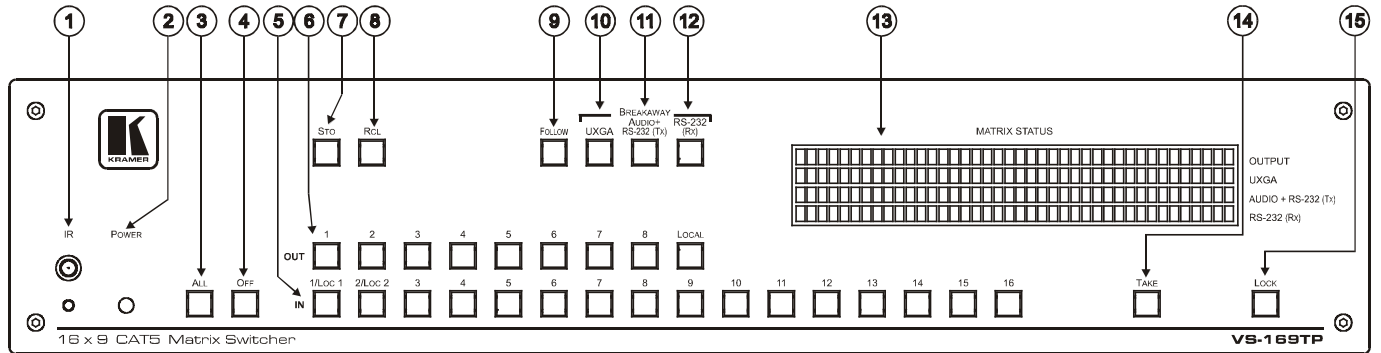 1 2 3 4 5 6 7 8 9 10 11 12 13 14 15
KRAMER
STO RCL
FOLLOW UXGA BREAKAWAY AUDIO+ RS-232 (TX) RS-232 (RX)
MATRIX STATUS
OUTPUT
UXGA
AUDIO + RS-232 (TX)
RS-232 (RX)
IR POWER
OUT 1 2 3 4 5 6 7 8 LOCAL
ALL OFF
IN 1/LOC 1 2/LOC 2 3 4 5 6 7 8 9 10 11 12 13 14 15 16
TAKE LOCK
16 x 9 CAT5 Matrix Switcher
VS-169TP